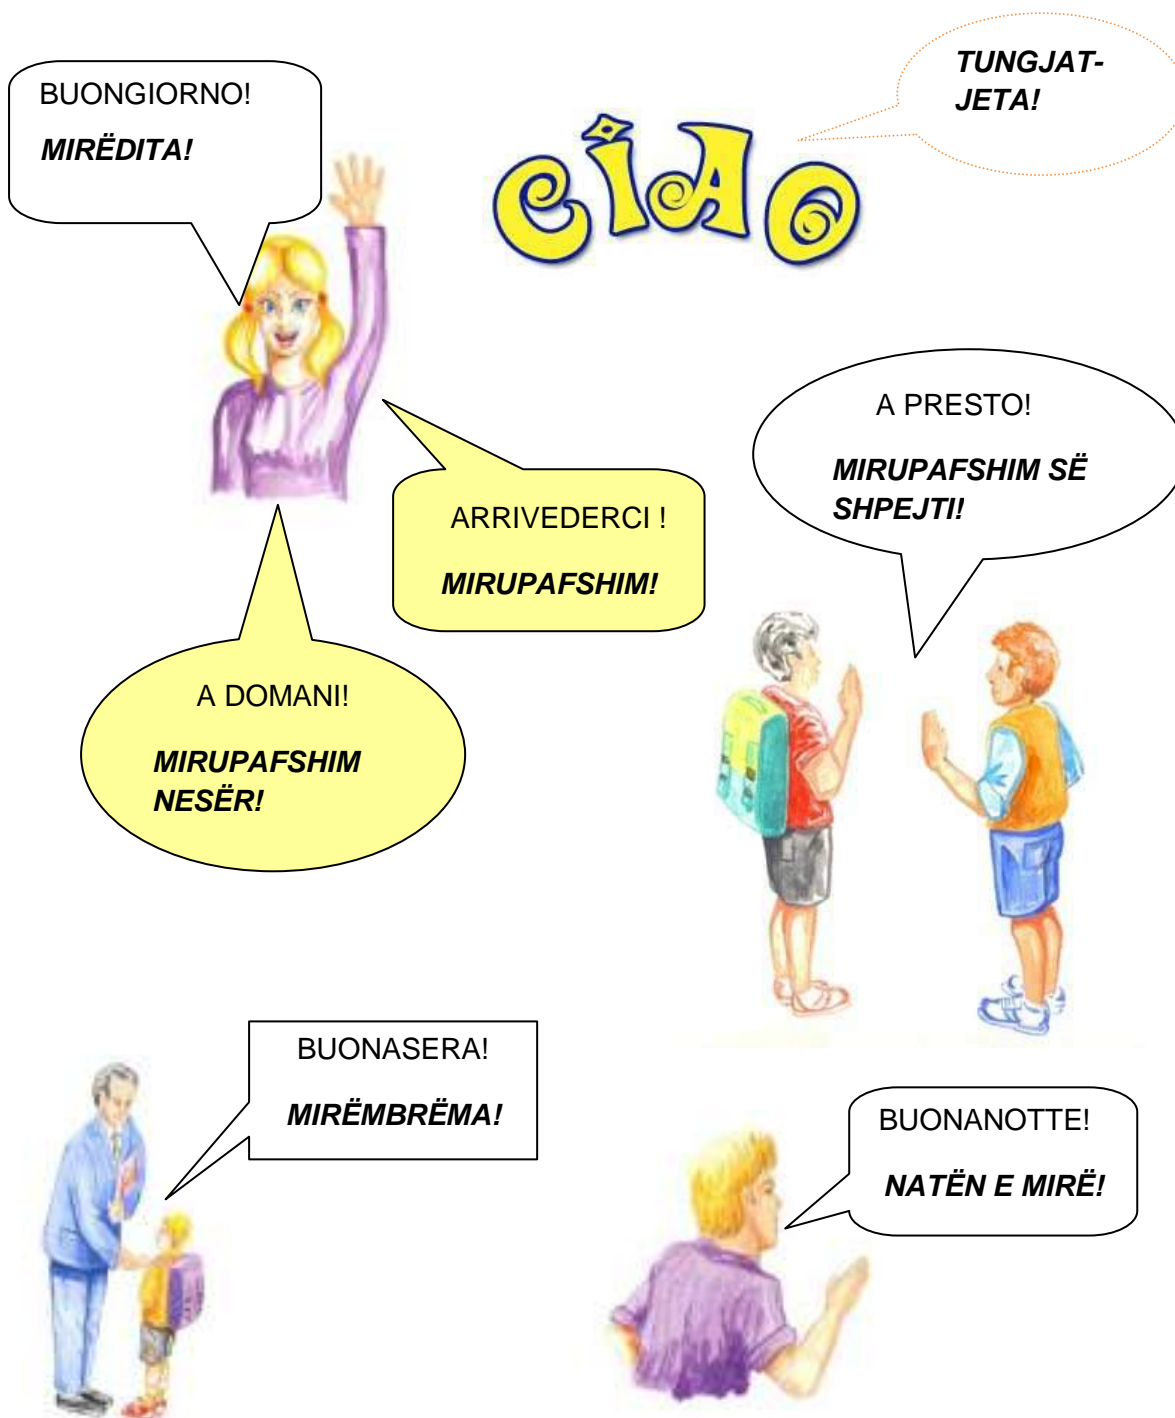 BUONGIORNO!
MIRËDITA!
CIAO
TUNGJAT-
JETA!
A PRESTO!
MIRUPAFSHIM SË
SHPEJTI!
ARRIVEDERCI !
MIRUPAFSHIM!
A DOMANI!
MIRUPAFSHIM
NESËR!
BUONASERA!
MIRËMBRËMA!
BUONANOTTE!
NATËN E MIRË!